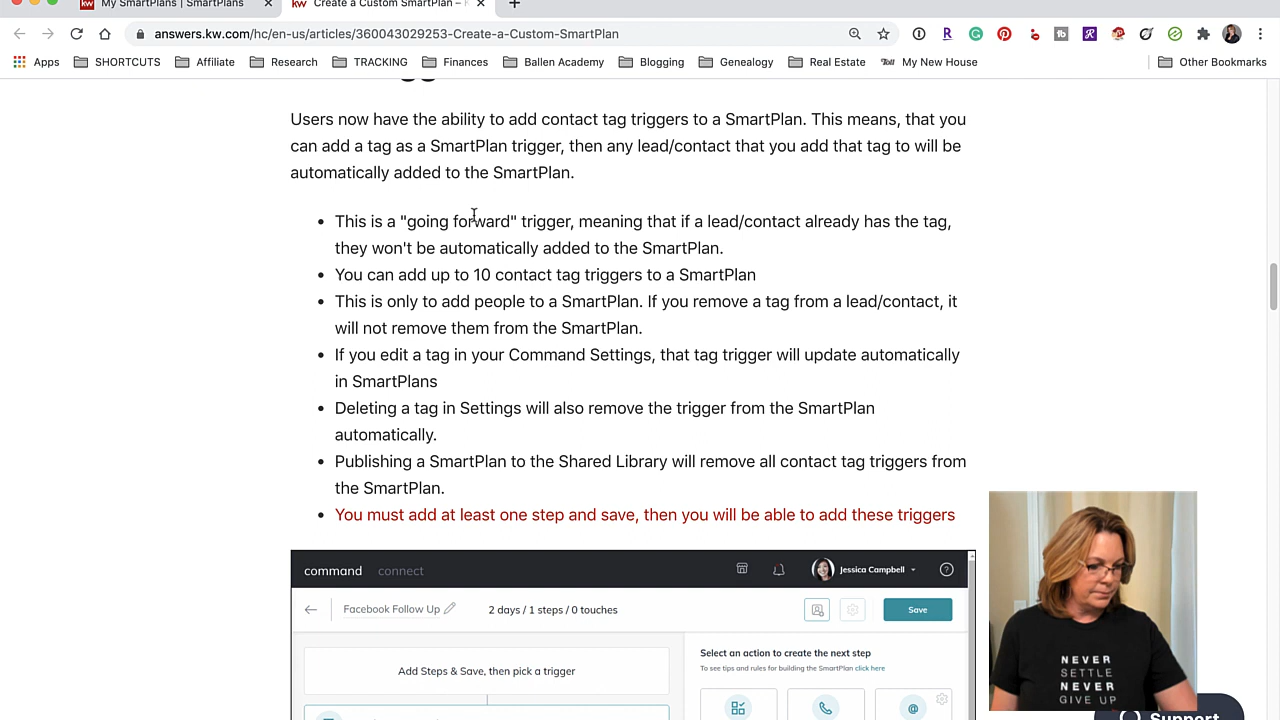 My SmartPlans | SmartPlans
Create a Custom SmartPlan –
answers.kw.com/hc/en-us/articles/360043029253-Create-a-Custom-SmartPlan
Apps SHORTCUTS Affiliate Research TRACKING Finances Ballen Academy Blogging Genealogy Real Estate My New House Other Bookmarks
Users now have the ability to add contact tag triggers to a SmartPlan. This means, that you
can add a tag as a SmartPlan trigger, then any lead/contact that you add that tag to will be
automatically added to the SmartPlan.
This is a "going forward" trigger, meaning that if a lead/contact already has the tag,
they won't be automatically added to the SmartPlan.
You can add up to 10 contact tag triggers to a SmartPlan
This is only to add people to a SmartPlan. If you remove a tag from a lead/contact, it
will not remove them from the SmartPlan.
If you edit a tag in your Command Settings, that tag trigger will update automatically
in SmartPlans
Deleting a tag in Settings will also remove the trigger from the SmartPlan
automatically.
Publishing a SmartPlan to the Shared Library will remove all contact tag triggers from
the SmartPlan.
You must add at least one step and save, then you will be able to add these triggers
command connect Jessica Campbell
Facebook Follow Up 2 days / 1 steps / 0 touches Save
Select an action to create the next step
To see tips and rules for building the SmartPlan click here
Add Steps & Save, then pick a trigger
NEVER
SETTLE
NEVER
GIVE UP
Support